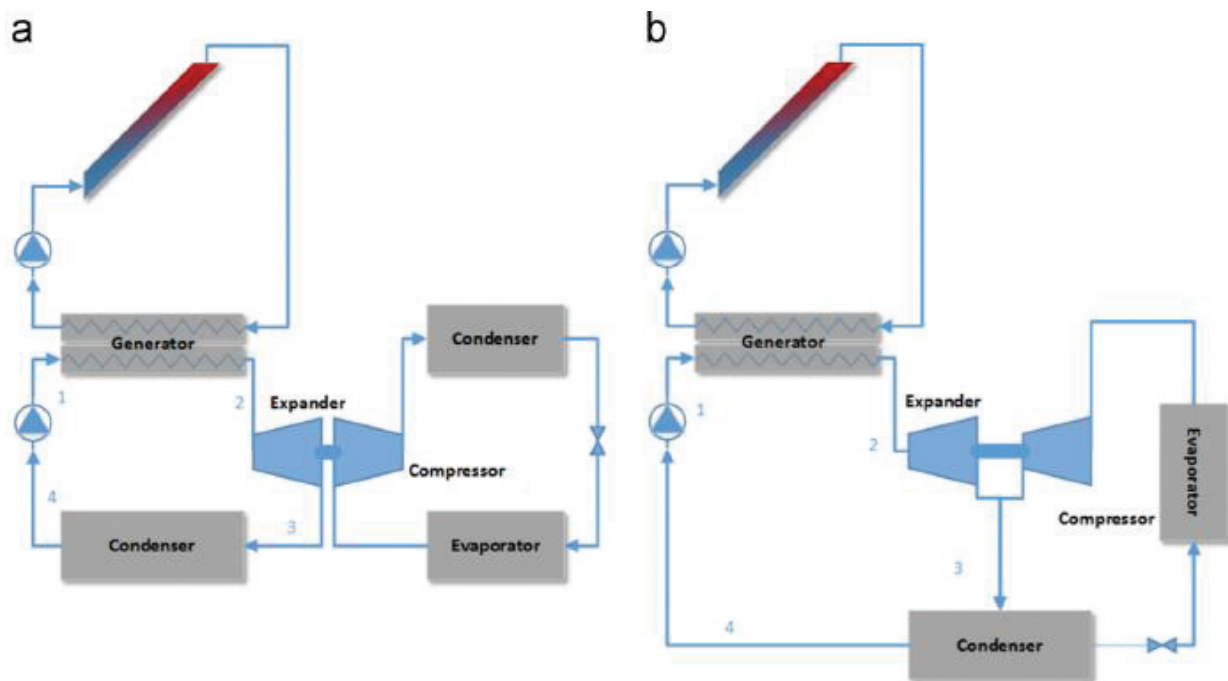 a
Generator
1
2
Expander
Condenser
Compressor
4
3
Condenser
Evaporator
b
Generator
1
Expander
2
Evaporator
Compressor
3
4
Condenser